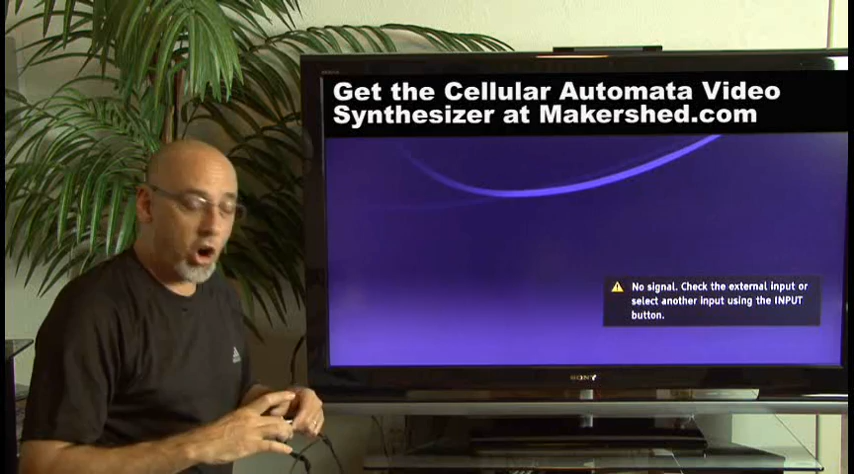 Get the Cellular Automata Video
Synthesizer at Makershed.com
No signal. Check the external input or
select another input using the INPUT
button.
SONY